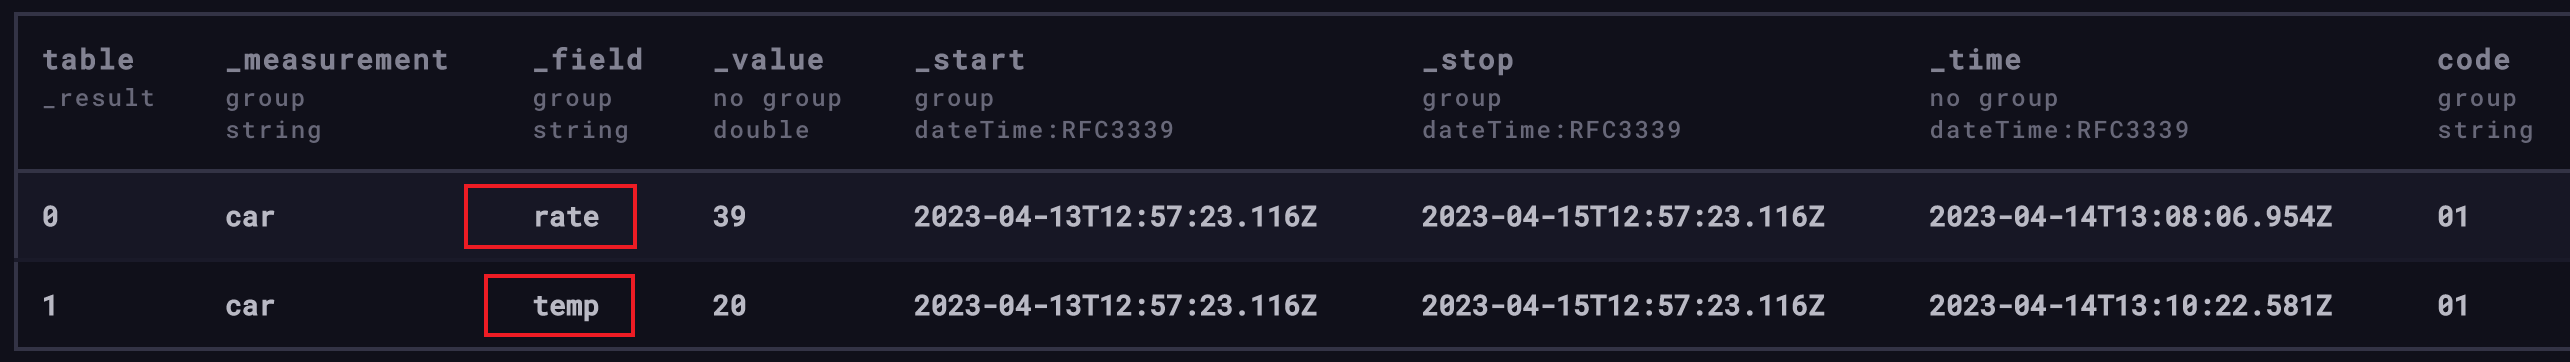 table _measurement _field _value _start _stop _time code
_result group group no group group group no group group
string string double dateTime:RFC3339 dateTime:RFC3339 dateTime:RFC3339 string
0 car rate 39 2023-04-13T12:57:23.116Z 2023-04-15T12:57:23.116Z 2023-04-14T13:08:06.954Z 01
1 car temp 20 2023-04-13T12:57:23.116Z 2023-04-15T12:57:23.116Z 2023-04-14T13:10:22.581Z 01